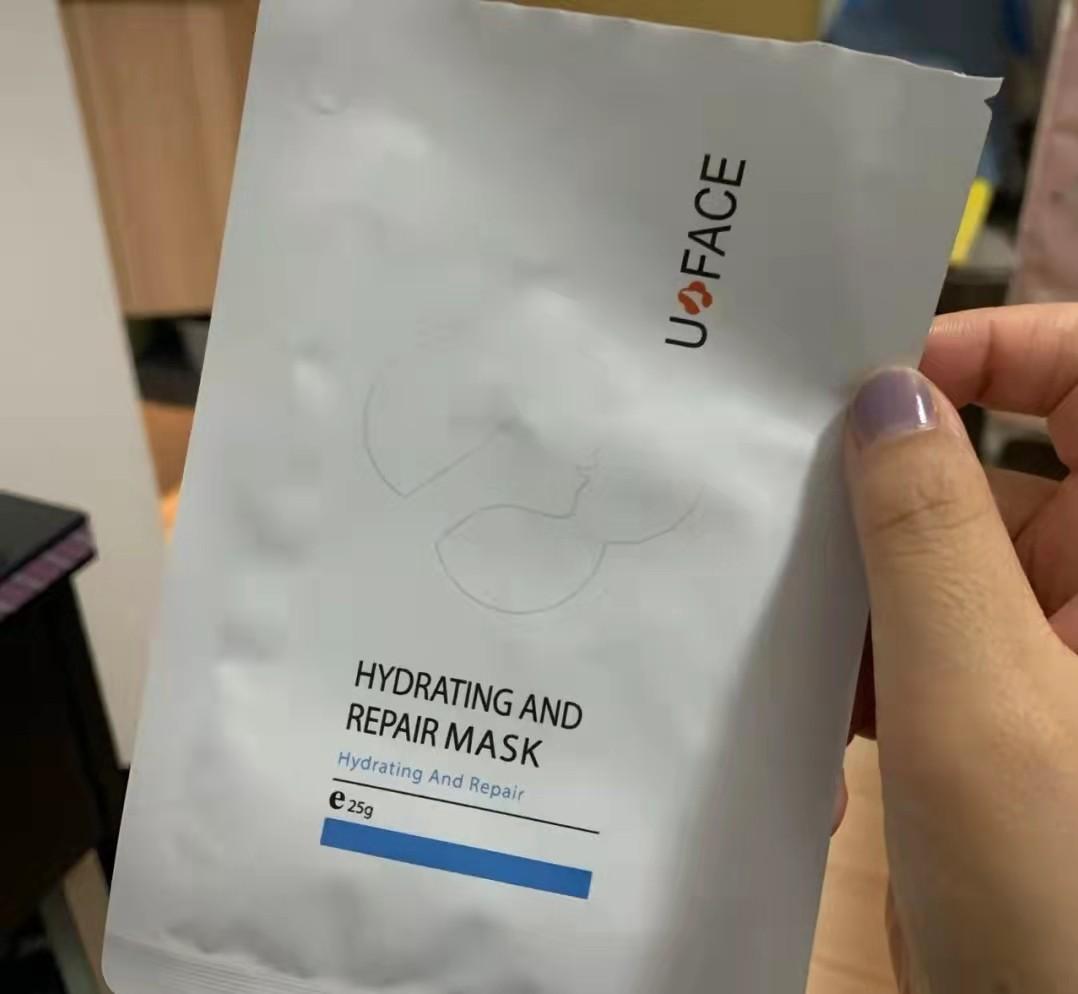 U FACE
HYDRATING AND
REPAIR MASK
Hydrating And Repair
e 25g